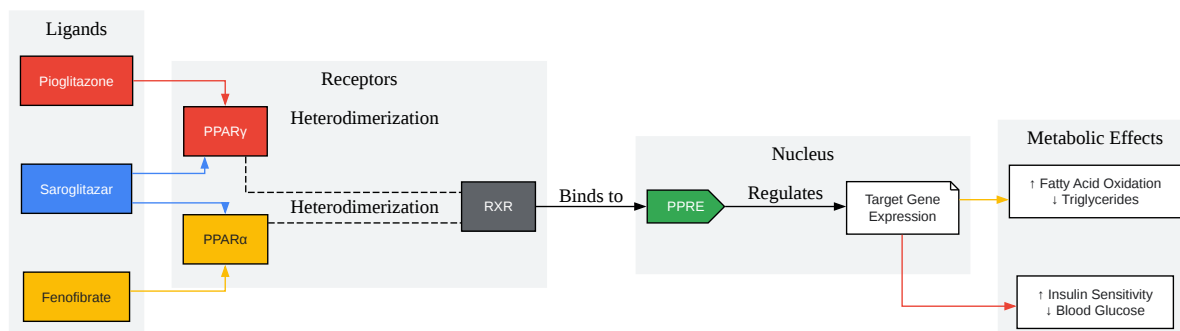 Ligands
Pioglitazone
Saroglitazar
Fenofibrate
Receptors
Heterodimerization
PPARγ
Heterodimerization
PPARα
RXR
Binds to
Nucleus
PPRE
Regulates
Target Gene
Expression
Metabolic Effects
↑ Fatty Acid Oxidation
↓ Triglycerides
↑ Insulin Sensitivity
↓ Blood Glucose